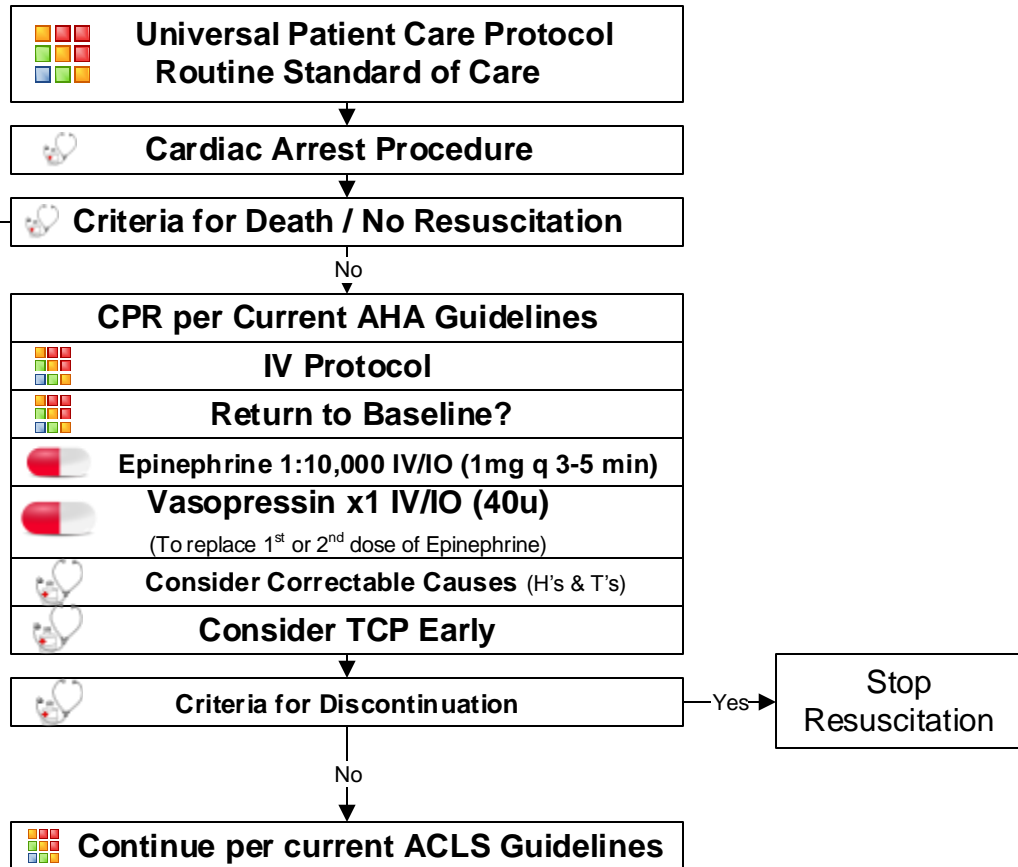 Universal Patient Care Protocol
Routine Standard of Care
Cardiac Arrest Procedure
Criteria for Death / No Resuscitation
No
CPR per Current AHA Guidelines
IV Protocol
Return to Baseline?
Epinephrine 1:10,000 IV/IO (1mg q 3-5 min)
Vasopressin x1 IV/IO (40u)
(To replace 1st or 2nd dose of Epinephrine)
Consider Correctable Causes (H's & T's)
Consider TCP Early
Criteria for Discontinuation
Yes
Stop
Resuscitation
No
Continue per current ACLS Guidelines